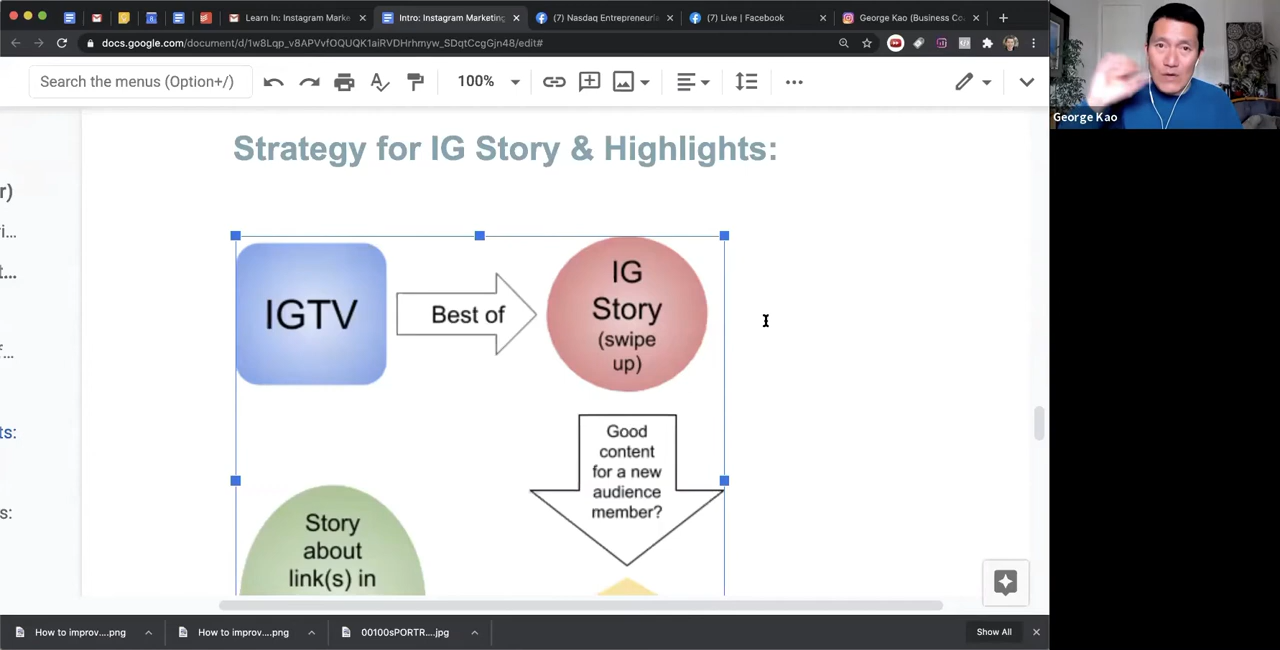 Learn In: Instagram Marke
Intro: Instagram Marketing
(7) Nasdaq Entrepreneuria
(7) Live | Facebook
George Kao (Business Co
docs.google.com/document/d/1w8Lqp_v8APVvfOQUQK1aiRVDHrhmyw_SDqtCcgGjn48/edit#
Search the menus (Option+/)
100%
George Kao
Strategy for IG Story & Highlights:
r)
i...
t...
f...
ts:
s:
IGTV
Best of
IG
Story
(swipe
up)
Good
content
for a new
audience
member?
Story
about
link(s) in
How to improv....png
How to improv....png
00100sPORTR....jpg
Show All